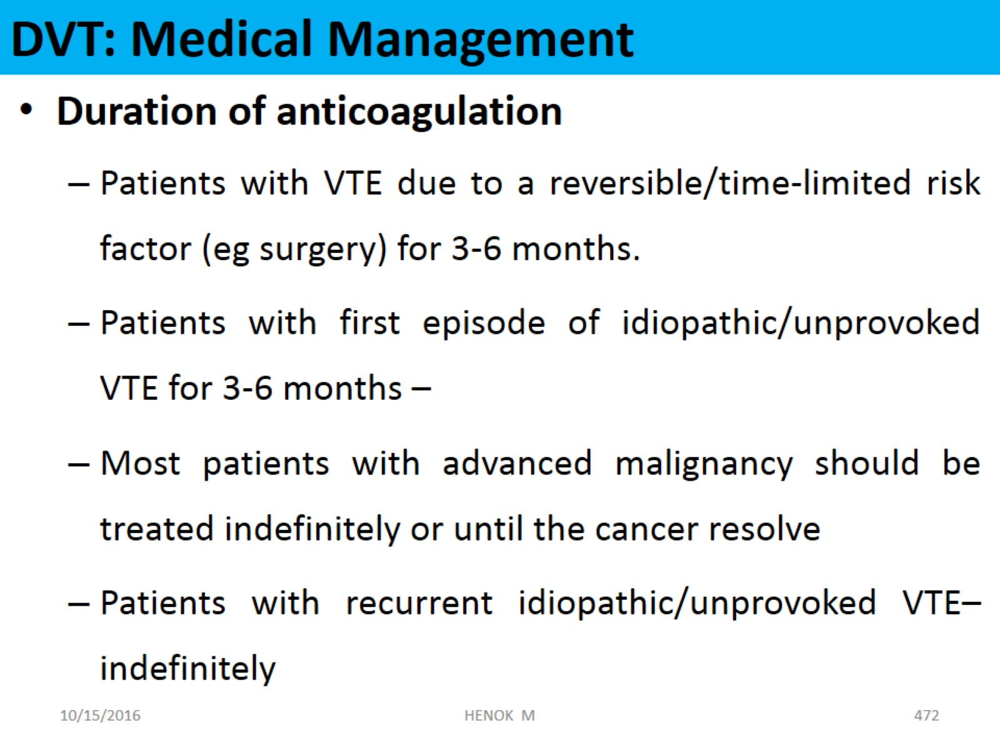 DVT: Medical Management
• Duration of anticoagulation
– Patients with VTE due to a reversible/time-limited risk
factor (eg surgery) for 3-6 months.
– Patients with first episode of idiopathic/unprovoked
VTE for 3-6 months –
– Most patients with advanced malignancy should be
treated indefinitely or until the cancer resolve
– Patients with recurrent idiopathic/unprovoked VTE–
indefinitely
10/15/2016 HENOK M 472